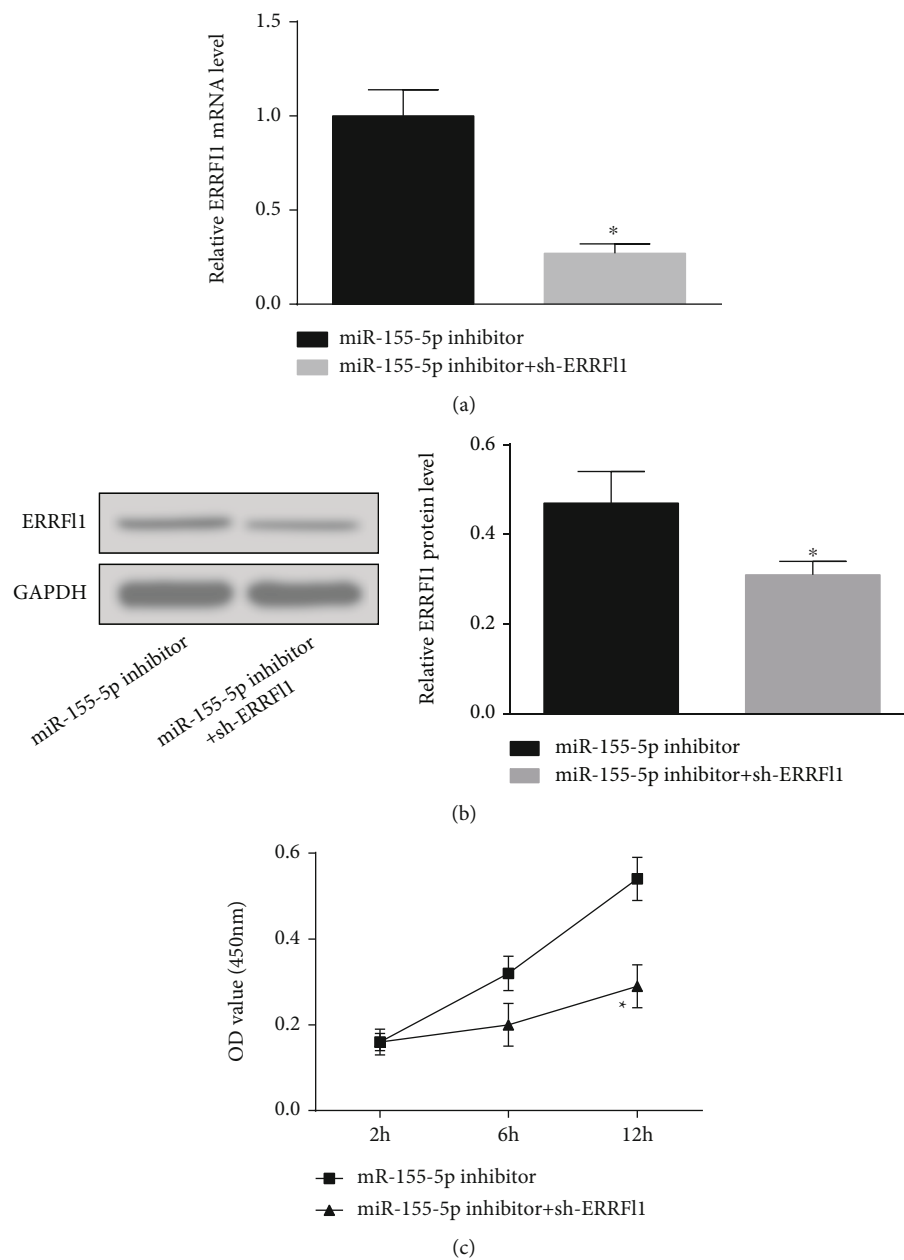 Relative ERRFI1 mRNA level
1.5
1.0
0.5
0.0
*
miR-155-5p inhibitor
miR-155-5p inhibitor+sh-ERRFl1
(a)
ERRFl1
GAPDH
miR-155-5p inhibitor
miR-155-5p inhibitor
+sh-ERRFl1
Relative ERRFI1 protein level
0.6
0.4
0.2
0.0
*
miR-155-5p inhibitor
miR-155-5p inhibitor+sh-ERRFl1
(b)
OD value (450nm)
0.6
0.4
0.2
0.0
*
2h 6h 12h
mR-155-5p inhibitor
miR-155-5p inhibitor+sh-ERRFl1
(c)